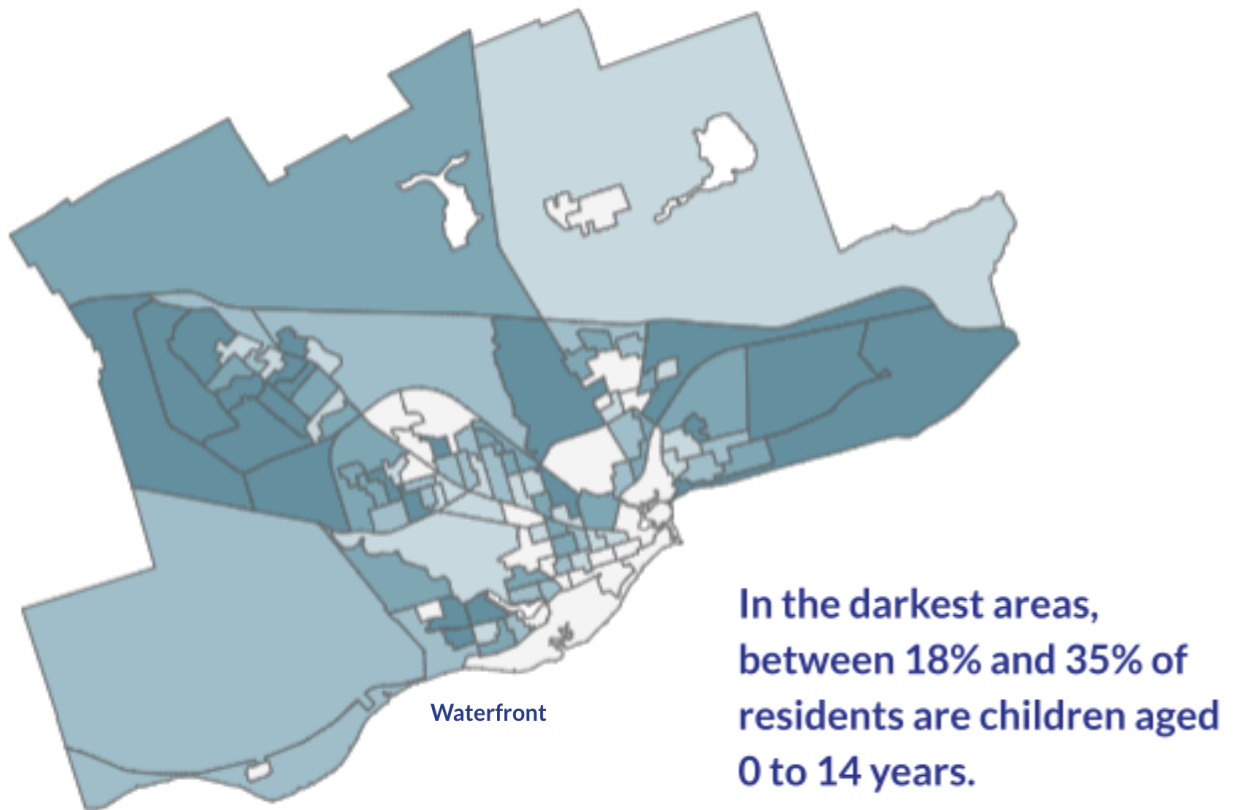 In the darkest areas,
between 18% and 35% of
residents are children aged
0 to 14 years.
Waterfront